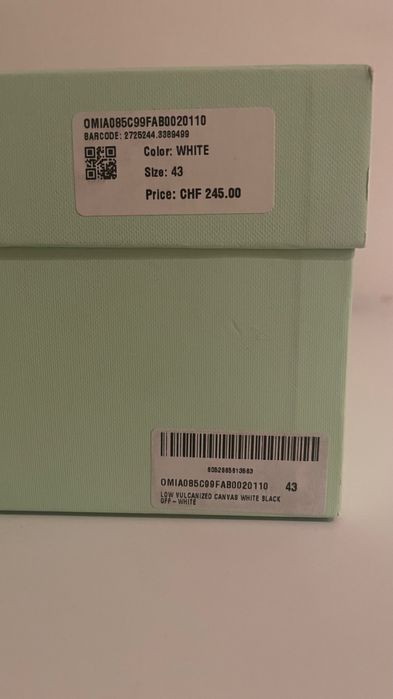 OMIA085C99FAB0020110
BARCODE: 2725244.3389499
Color: WHITE
Size: 43
Price: CHF 245.00
OMIA085C99FAB0020110 43
LOW VULCANIZED CANVAS WHITE BLACK
OFF-WHITE